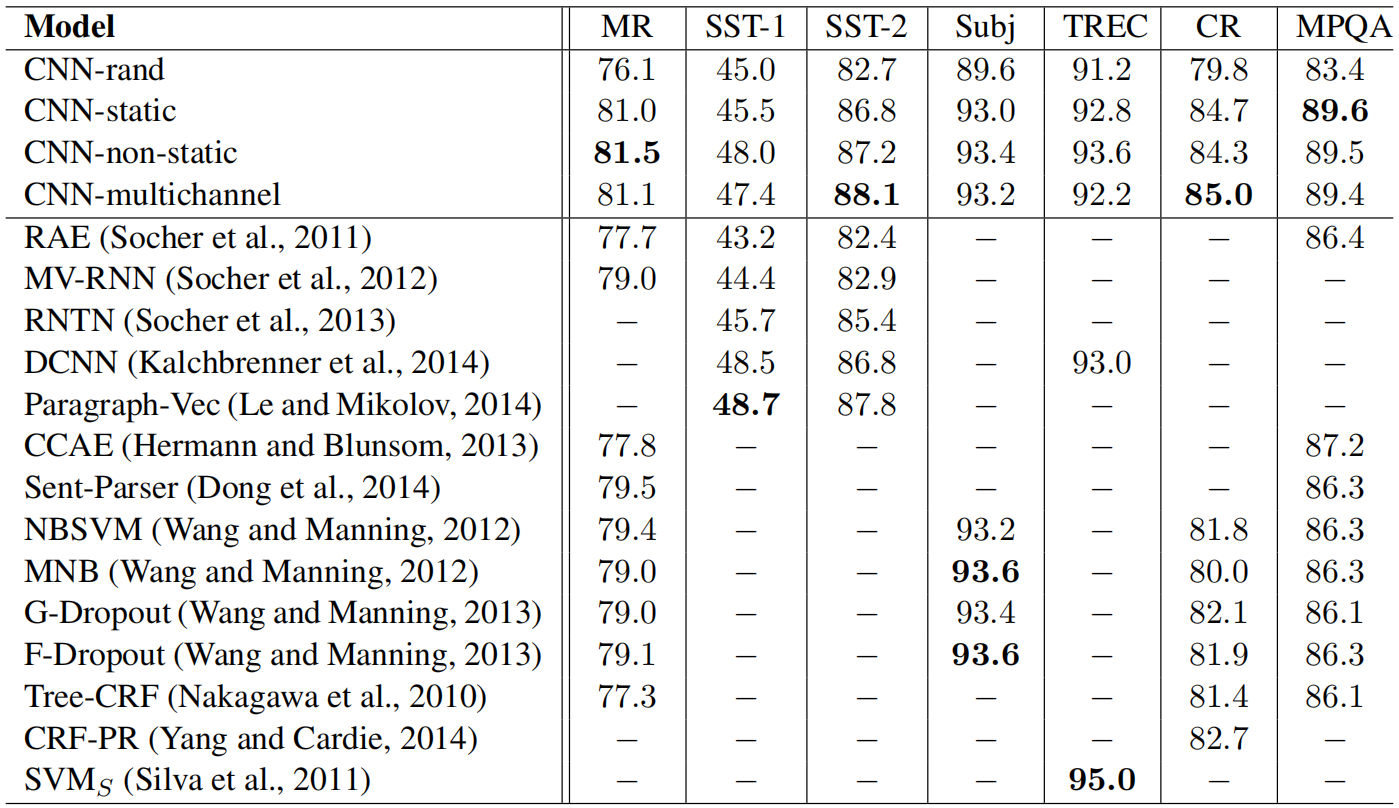 Model MR SST-1 SST-2 Subj TREC CR MPQA
CNN-rand 76.1 45.0 82.7 89.6 91.2 79.8 83.4
CNN-static 81.0 45.5 86.8 93.0 92.8 84.7 89.6
CNN-non-static 81.5 48.0 87.2 93.4 93.6 84.3 89.5
CNN-multichannel 81.1 47.4 88.1 93.2 92.2 85.0 89.4
RAE (Socher et al., 2011) 77.7 43.2 82.4 – – – 86.4
MV-RNN (Socher et al., 2012) 79.0 44.4 82.9 – – – –
RNTN (Socher et al., 2013) – 45.7 85.4 – – – –
DCNN (Kalchbrenner et al., 2014) – 48.5 86.8 – 93.0 – –
Paragraph-Vec (Le and Mikolov, 2014) – 48.7 87.8 – – – –
CCAE (Hermann and Blunsom, 2013) 77.8 – – – – – 87.2
Sent-Parser (Dong et al., 2014) 79.5 – – – – – 86.3
NBSVM (Wang and Manning, 2012) 79.4 – – 93.2 – 81.8 86.3
MNB (Wang and Manning, 2012) 79.0 – – 93.6 – 80.0 86.3
G-Dropout (Wang and Manning, 2013) 79.0 – – 93.4 – 82.1 86.1
F-Dropout (Wang and Manning, 2013) 79.1 – – 93.6 – 81.9 86.3
Tree-CRF (Nakagawa et al., 2010) 77.3 – – – – 81.4 86.1
CRF-PR (Yang and Cardie, 2014) – – – – – 82.7 –
SVMS (Silva et al., 2011) – – – – 95.0 – –